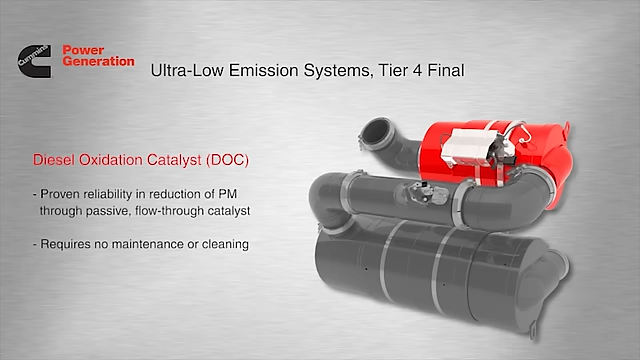 Cummins
Power
Generation
Ultra-Low Emission Systems, Tier 4 Final
Diesel Oxidation Catalyst (DOC)
- Proven reliability in reduction of PM
through passive, flow-through catalyst
- Requires no maintenance or cleaning